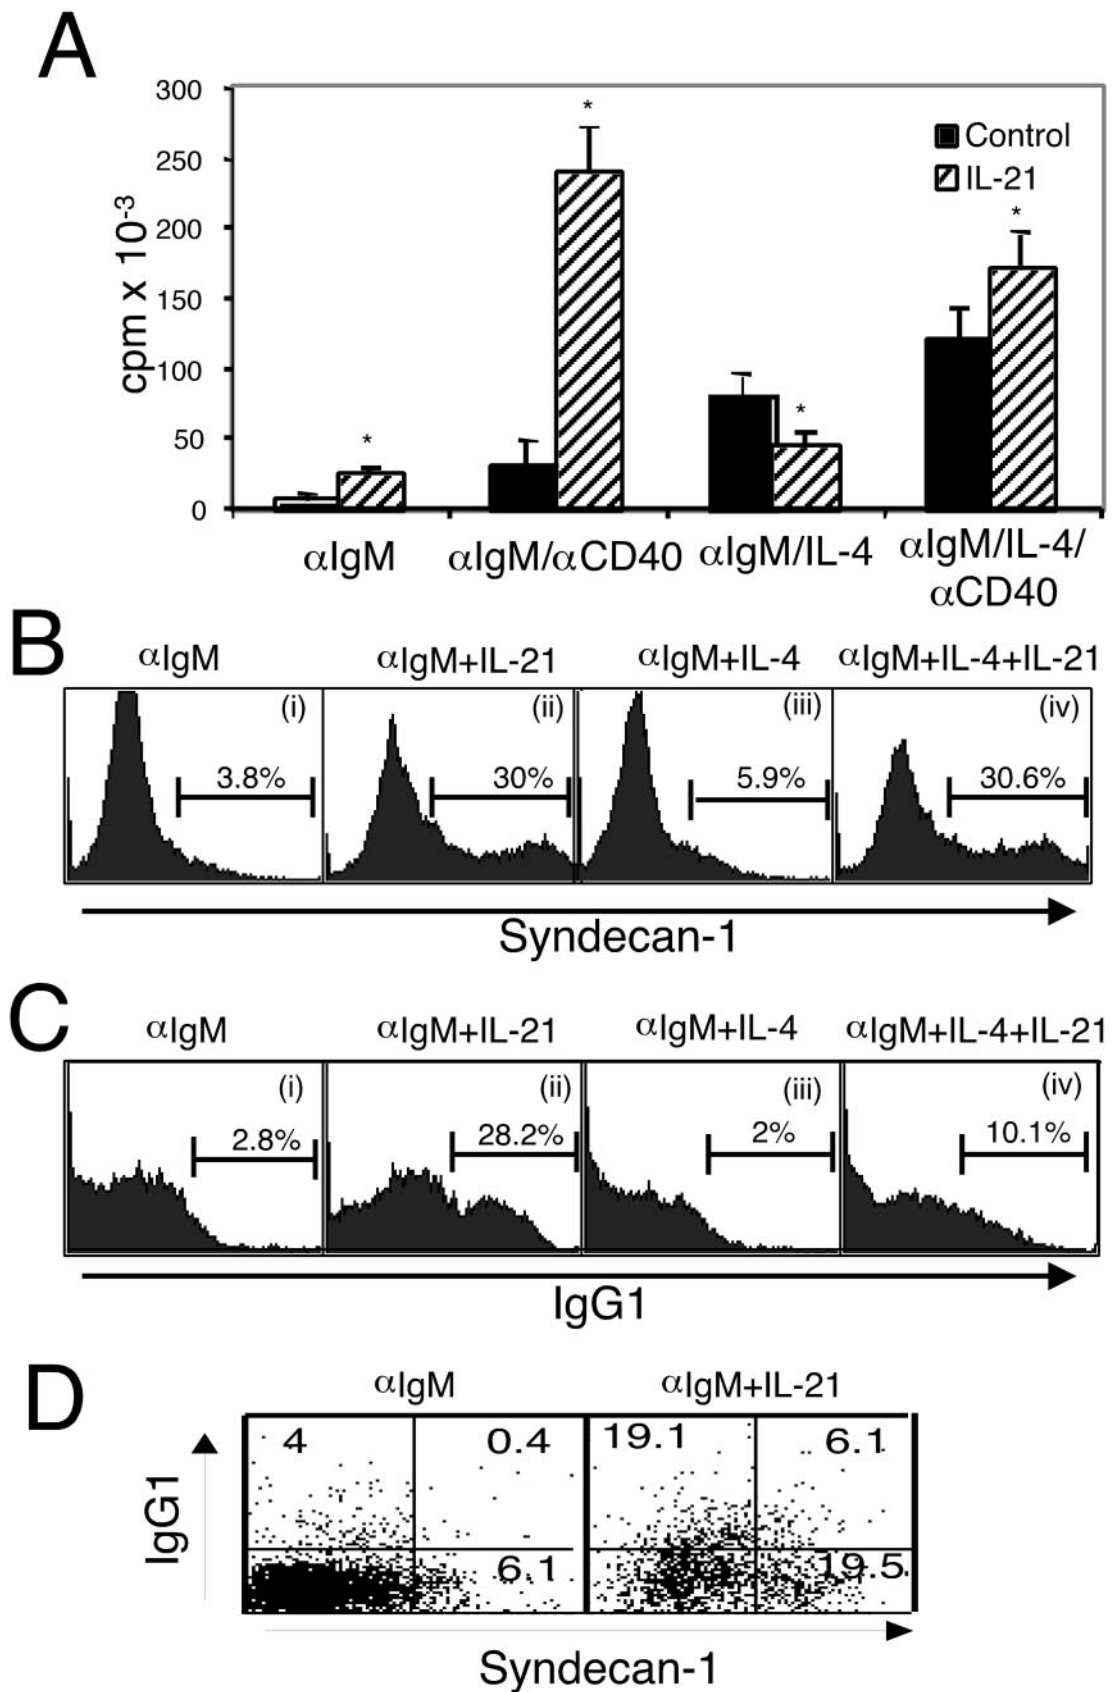 A
300
250
200
150
100
50
0
cpm x 10-3
Control
IL-21
*
*
*
*
αIgM
αIgM/αCD40
αIgM/IL-4
αIgM/IL-4/
αCD40
B
αIgM
αIgM+IL-21
αIgM+IL-4
αIgM+IL-4+IL-21
(i)
(ii)
(iii)
(iv)
3.8%
30%
5.9%
30.6%
Syndecan-1
C
αIgM
αIgM+IL-21
αIgM+IL-4
αIgM+IL-4+IL-21
(i)
(ii)
(iii)
(iv)
2.8%
28.2%
2%
10.1%
IgG1
D
αIgM
αIgM+IL-21
4
0.4
19.1
6.1
6.1
19.5
IgG1
Syndecan-1